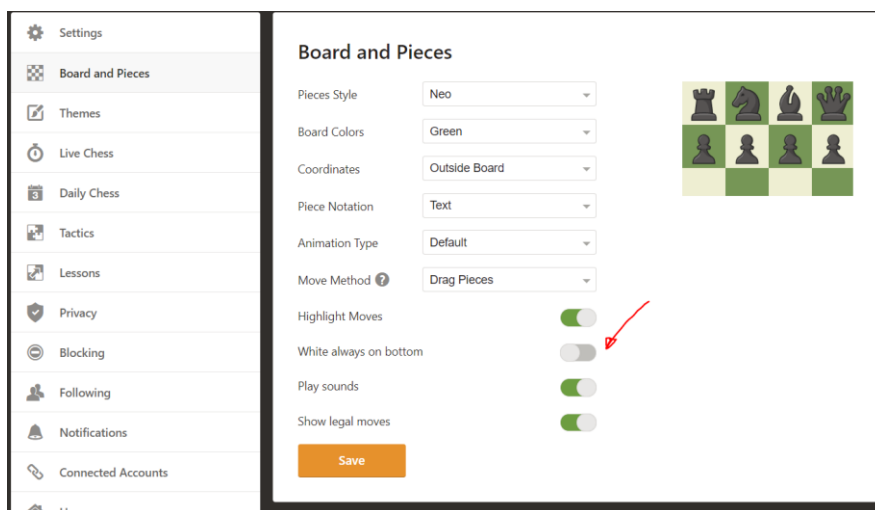 Settings
Board and Pieces
Themes
Live Chess
3
Daily Chess
Tactics
Lessons
Privacy
Blocking
Following
Notifications
Connected Accounts
Board and Pieces
Pieces Style Neo
Board Colors Green
Coordinates Outside Board
Piece Notation Text
Animation Type Default
Move Method ? Drag Pieces
Highlight Moves
White always on bottom
Play sounds
Show legal moves
Save